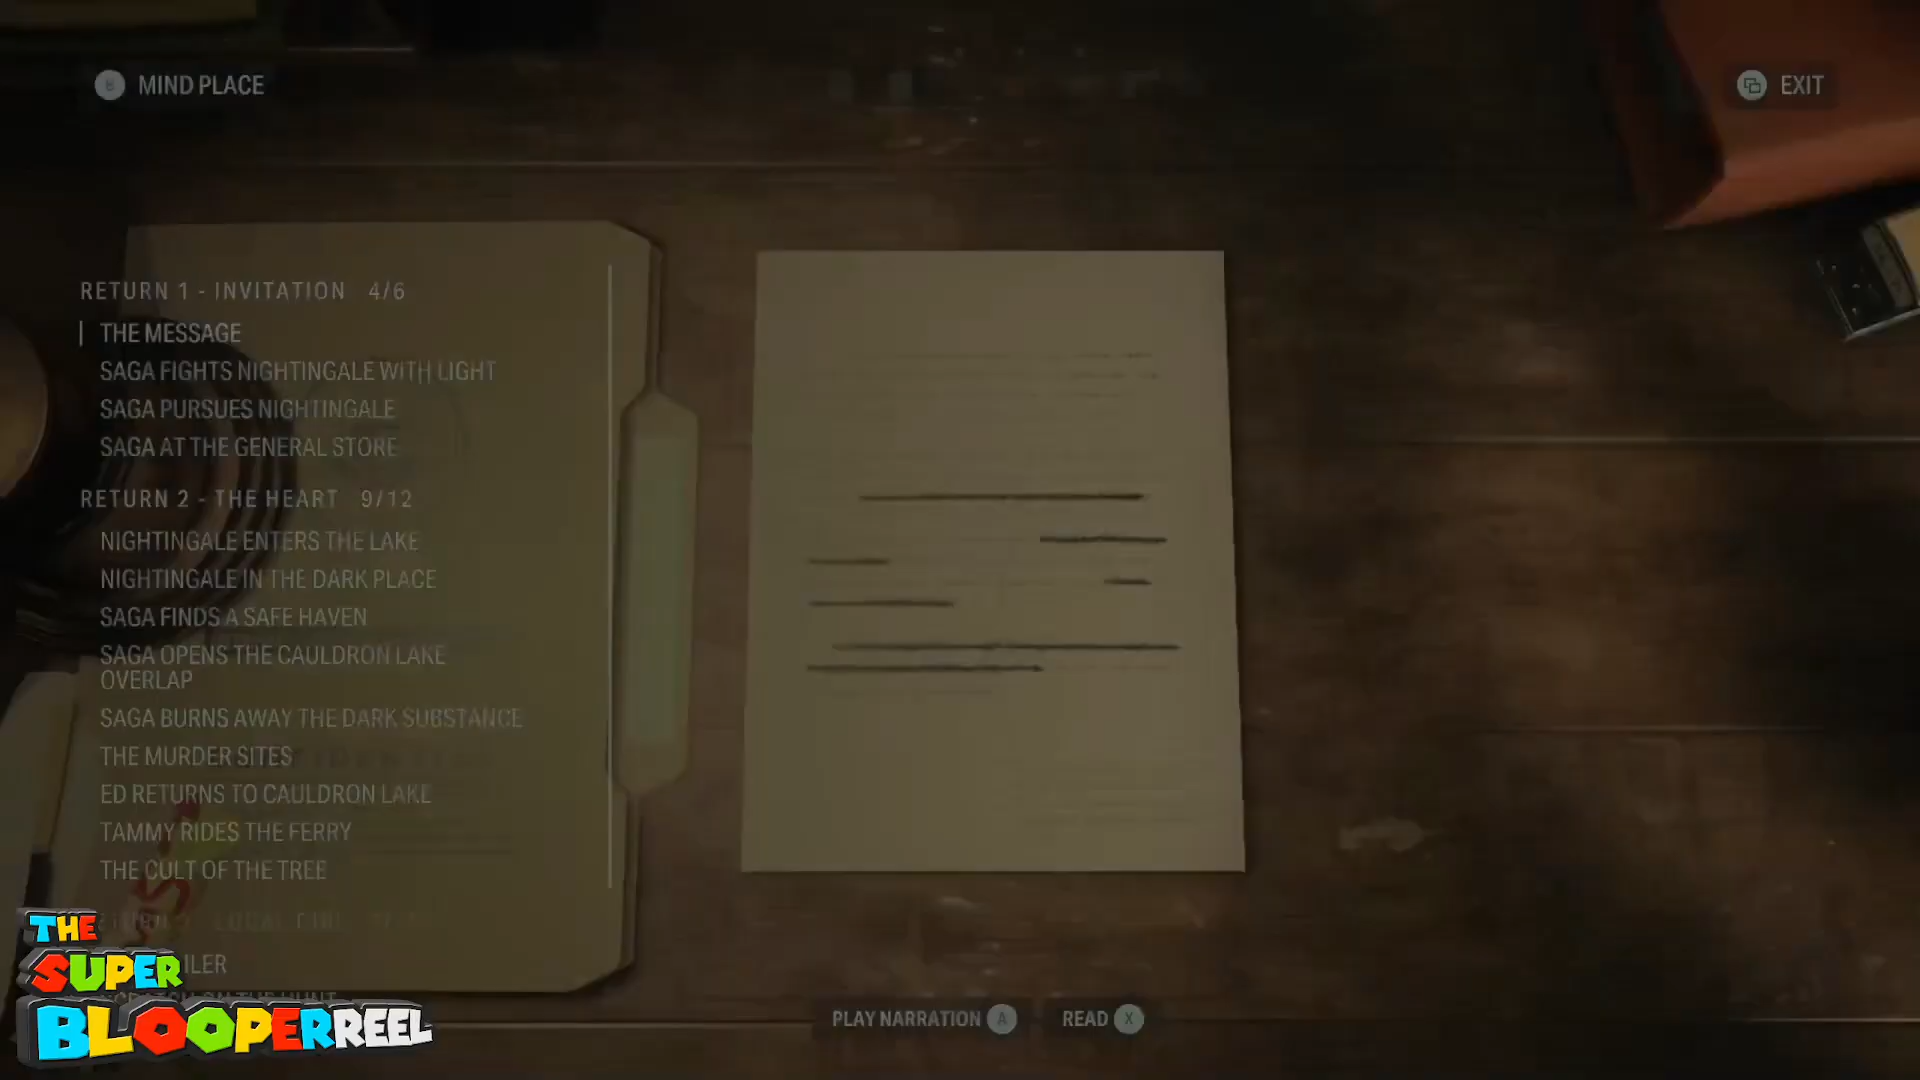 B MIND PLACE
EXIT
RETURN 1 - INVITATION 4/6
THE MESSAGE
SAGA FIGHTS NIGHTINGALE WITH LIGHT
SAGA PURSUES NIGHTINGALE
SAGA AT THE GENERAL STORE
RETURN 2 - THE HEART 9/12
NIGHTINGALE ENTERS THE LAKE
NIGHTINGALE IN THE DARK PLACE
SAGA FINDS A SAFE HAVEN
SAGA OPENS THE CAULDRON LAKE
OVERLAP
SAGA BURNS AWAY THE DARK SUBSTANCE
THE MURDER SITES
ED RETURNS TO CAULDRON LAKE
TAMMY RIDES THE FERRY
THE CULT OF THE TREE
LOCAL GIRL
THE
SUPER
BLOOPERREEL
PLAY NARRATION A
READ X